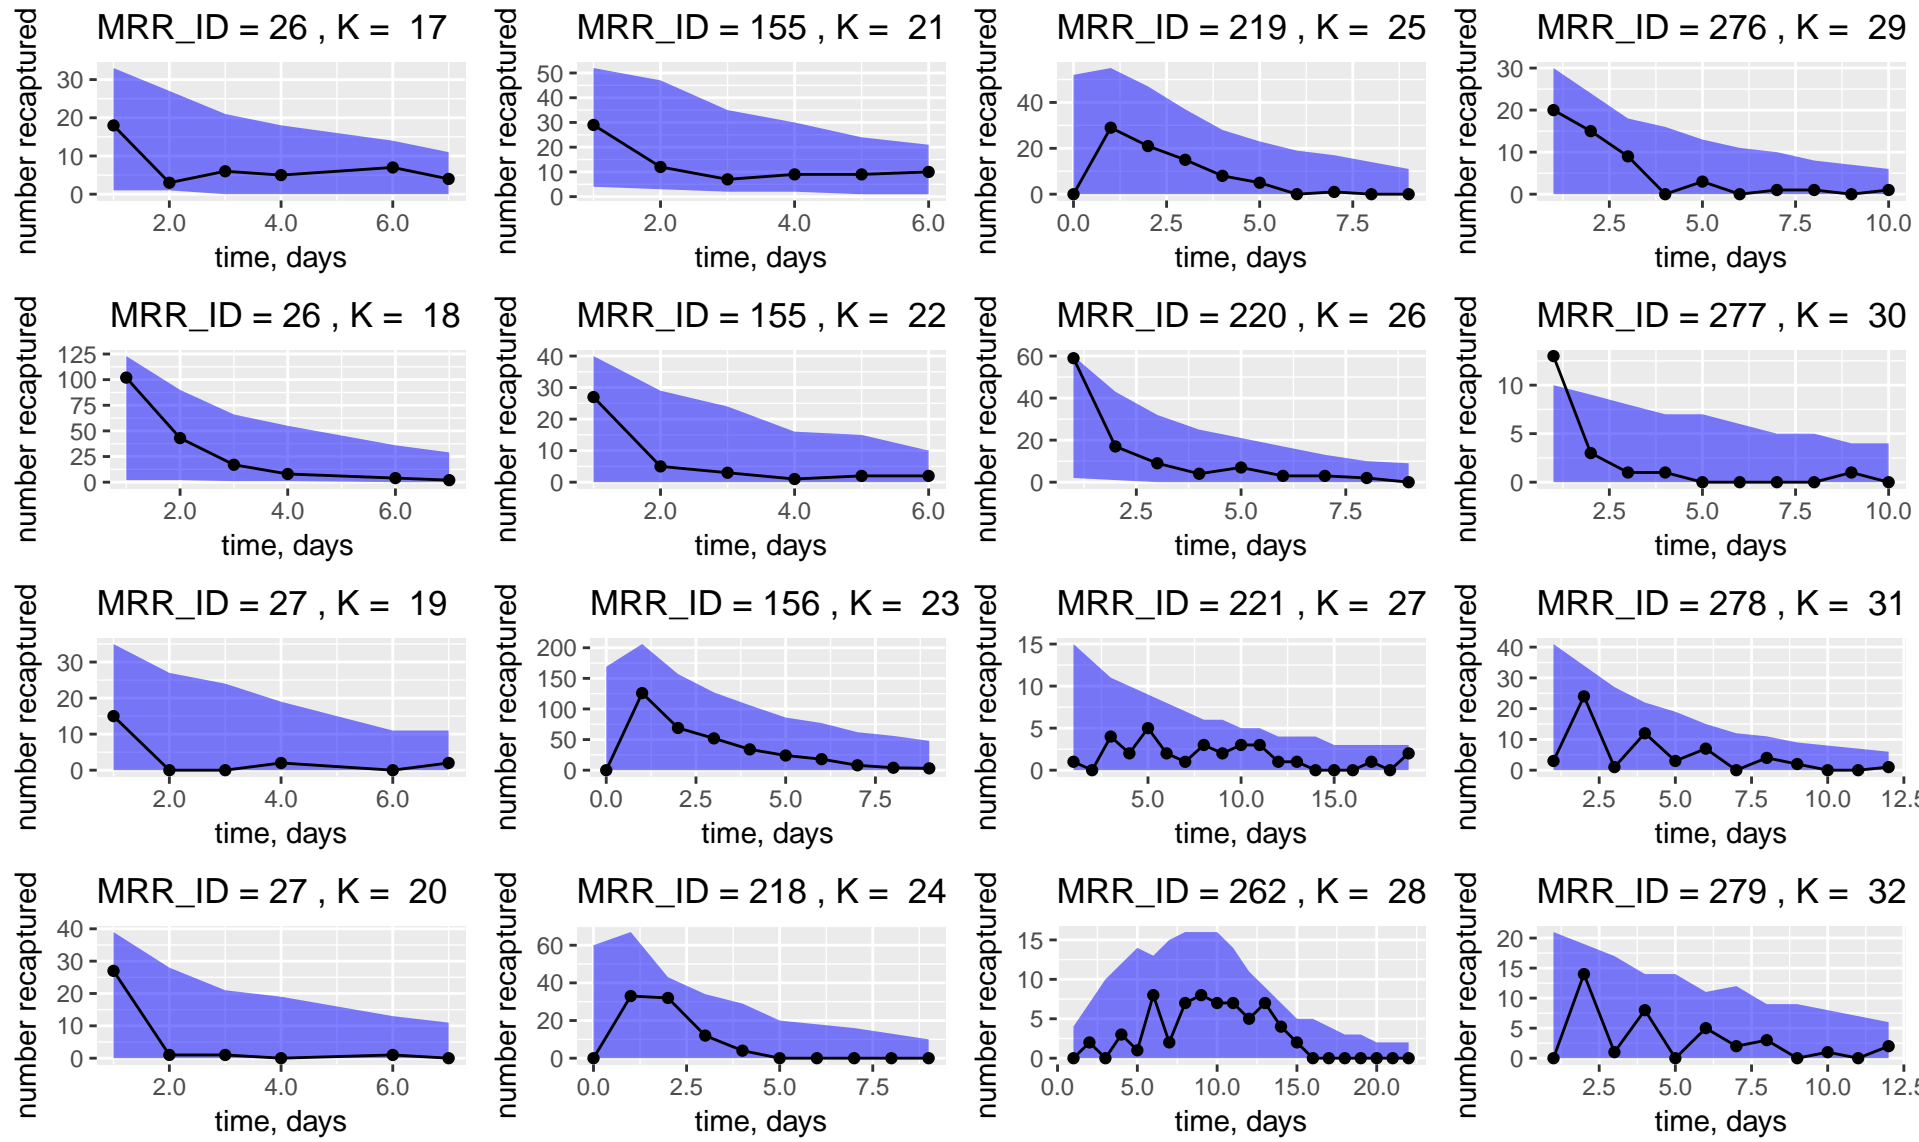 MRR_ID = 26 , K =  17
number recaptured
30
20
10
0
2.0 4.0 6.0
time, days
MRR_ID = 155 , K =  21
number recaptured
50
40
30
20
10
0
2.0 4.0 6.0
time, days
MRR_ID = 219 , K =  25
number recaptured
40
20
0
0.0 2.5 5.0 7.5
time, days
MRR_ID = 276 , K =  29
number recaptured
30
20
10
0
2.5 5.0 7.5 10.0
time, days
MRR_ID = 26 , K =  18
number recaptured
125
100
75
50
25
0
2.0 4.0 6.0
time, days
MRR_ID = 155 , K =  22
number recaptured
40
30
20
10
0
2.0 4.0 6.0
time, days
MRR_ID = 220 , K =  26
number recaptured
60
40
20
0
2.5 5.0 7.5
time, days
MRR_ID = 277 , K =  30
number recaptured
10
5
0
2.5 5.0 7.5 10.0
time, days
MRR_ID = 27 , K =  19
number recaptured
30
20
10
0
2.0 4.0 6.0
time, days
MRR_ID = 156 , K =  23
number recaptured
200
150
100
50
0
0.0 2.5 5.0 7.5
time, days
MRR_ID = 221 , K =  27
number recaptured
15
10
5
0
5.0 10.0 15.0
time, days
MRR_ID = 278 , K =  31
number recaptured
40
30
20
10
0
2.5 5.0 7.5 10.0 12.5
time, days
MRR_ID = 27 , K =  20
number recaptured
40
30
20
10
0
2.0 4.0 6.0
time, days
MRR_ID = 218 , K =  24
number recaptured
60
40
20
0
0.0 2.5 5.0 7.5
time, days
MRR_ID = 262 , K =  28
number recaptured
15
10
5
0
0.0 5.0 10.0 15.0 20.0
time, days
MRR_ID = 279 , K =  32
number recaptured
20
15
10
5
0
2.5 5.0 7.5 10.0 12.5
time, days